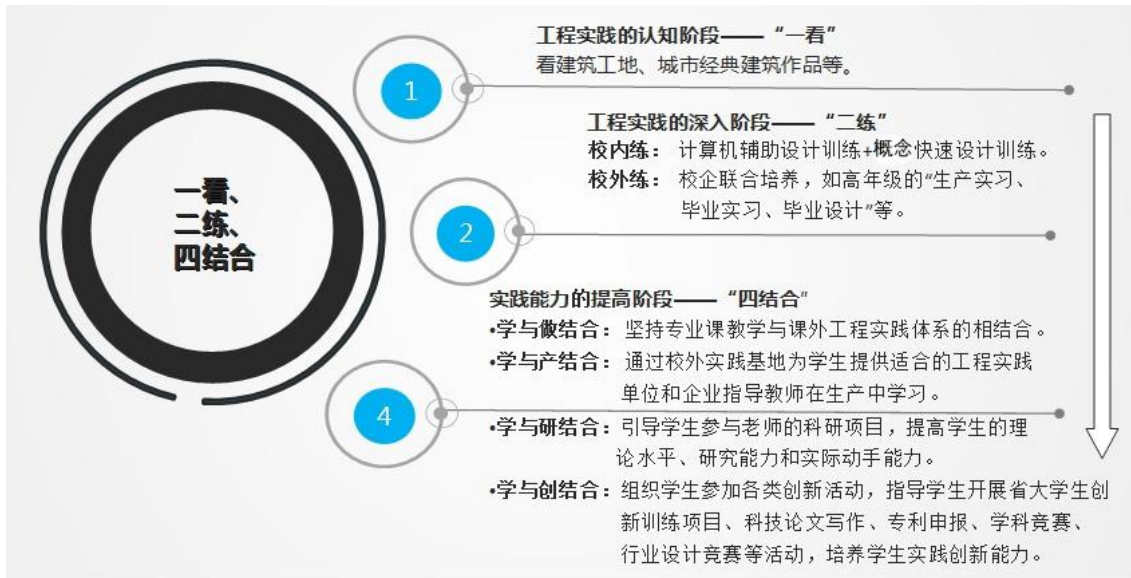 一看、
二练、
四结合
1
工程实践的认知阶段——“一看”
看建筑工地、城市经典建筑作品等。
2
工程实践的深入阶段——“二练”
校内练：计算机辅助设计训练+概念快速设计训练。
校外练：校企联合培养，如高年级的“生产实习、
毕业实习、毕业设计”等。
4
实践能力的提高阶段——“四结合”
•学与做结合：坚持专业课教学与课外工程实践体系的相结合。
•学与产结合：通过校外实践基地为学生提供适合的工程实践
单位和企业指导教师在生产中学习。
•学与研结合：引导学生参与老师的科研项目，提高学生的理
论水平、研究能力和实际动手能力。
•学与创结合：组织学生参加各类创新活动，指导学生开展省大学生创
新训练项目、科技论文写作、专利申报、学科竞赛、
行业设计竞赛等活动，培养学生实践创新能力。